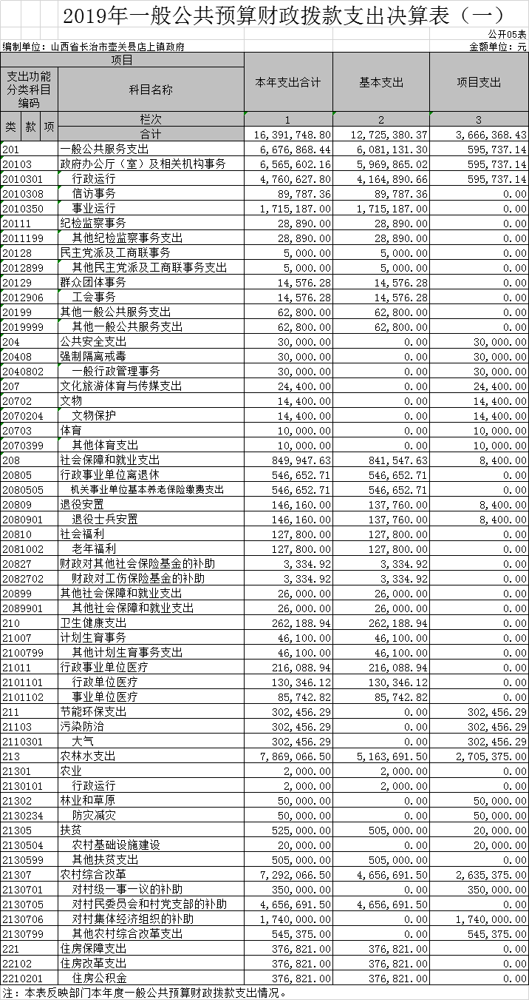 2019年一般公共预算财政拨款支出决算表（一）
公开05表
编制单位：山西省长治市壶关县店上镇政府 金额单位：元
项目 本年支出合计 基本支出 项目支出
支出功能分类科目编码 科目名称
类 款 项 栏次 1 2 3
合计 16,391,748.80 12,725,380.37 3,666,368.43
201 一般公共服务支出 6,676,868.44 6,081,131.30 595,737.14
20103 政府办公厅（室）及相关机构事务 6,565,602.16 5,969,865.02 595,737.14
2010301 行政运行 4,760,627.80 4,164,890.66 595,737.14
2010308 信访事务 89,787.36 89,787.36 0.00
2010350 事业运行 1,715,187.00 1,715,187.00 0.00
20111 纪检监察事务 28,890.00 28,890.00 0.00
2011199 其他纪检监察事务支出 28,890.00 28,890.00 0.00
20128 民主党派及工商联事务 5,000.00 5,000.00 0.00
2012899 其他民主党派及工商联事务支出 5,000.00 5,000.00 0.00
20129 群众团体事务 14,576.28 14,576.28 0.00
2012906 工会事务 14,576.28 14,576.28 0.00
20199 其他一般公共服务支出 62,800.00 62,800.00 0.00
2019999 其他一般公共服务支出 62,800.00 62,800.00 0.00
204 公共安全支出 30,000.00 0.00 30,000.00
20408 强制隔离戒毒 30,000.00 0.00 30,000.00
2040802 一般行政管理事务 30,000.00 0.00 30,000.00
207 文化旅游体育与传媒支出 24,400.00 0.00 24,400.00
20702 文物 14,400.00 0.00 14,400.00
2070204 文物保护 14,400.00 0.00 14,400.00
20703 体育 10,000.00 0.00 10,000.00
2070399 其他体育支出 10,000.00 0.00 10,000.00
208 社会保障和就业支出 849,947.63 841,547.63 8,400.00
20805 行政事业单位离退休 546,652.71 546,652.71 0.00
2080505 机关事业单位基本养老保险缴费支出 546,652.71 546,652.71 0.00
20809 退役安置 146,160.00 137,760.00 8,400.00
2080901 退役士兵安置 146,160.00 137,760.00 8,400.00
20810 社会福利 127,800.00 127,800.00 0.00
2081002 老年福利 127,800.00 127,800.00 0.00
20827 财政对其他社会保险基金的补助 3,334.92 3,334.92 0.00
2082702 财政对工伤保险基金的补助 3,334.92 3,334.92 0.00
20899 其他社会保障和就业支出 26,000.00 26,000.00 0.00
2089901 其他社会保障和就业支出 26,000.00 26,000.00 0.00
210 卫生健康支出 262,188.94 262,188.94 0.00
21007 计划生育事务 46,100.00 46,100.00 0.00
2100799 其他计划生育事务支出 46,100.00 46,100.00 0.00
21011 行政事业单位医疗 216,088.94 216,088.94 0.00
2101101 行政单位医疗 130,346.12 130,346.12 0.00
2101102 事业单位医疗 85,742.82 85,742.82 0.00
211 节能环保支出 302,456.29 0.00 302,456.29
21103 污染防治 302,456.29 0.00 302,456.29
2110301 大气 302,456.29 0.00 302,456.29
213 农林水支出 7,869,066.50 5,163,691.50 2,705,375.00
21301 农业 2,000.00 2,000.00 0.00
2130101 行政运行 2,000.00 2,000.00 0.00
21302 林业和草原 50,000.00 0.00 50,000.00
2130234 防灾减灾 50,000.00 0.00 50,000.00
21305 扶贫 525,000.00 505,000.00 20,000.00
2130504 农村基础设施建设 20,000.00 0.00 20,000.00
2130599 其他扶贫支出 505,000.00 505,000.00 0.00
21307 农村综合改革 7,292,066.50 4,656,691.50 2,635,375.00
2130701 对村级一事一议的补助 350,000.00 0.00 350,000.00
2130705 对村民委员会和村党支部的补助 4,656,691.50 4,656,691.50 0.00
2130706 对村集体经济组织的补助 1,740,000.00 0.00 1,740,000.00
2130799 其他农村综合改革支出 545,375.00 0.00 545,375.00
221 住房保障支出 376,821.00 376,821.00 0.00
22102 住房改革支出 376,821.00 376,821.00 0.00
2210201 住房公积金 376,821.00 376,821.00 0.00
注：本表反映部门本年度一般公共预算财政拨款支出情况。